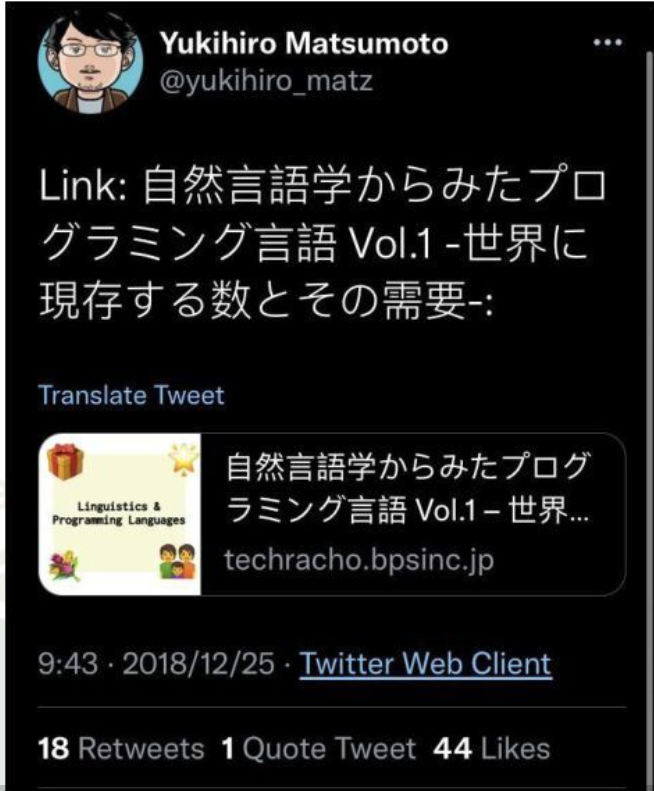 Yukihiro Matsumoto
@yukihiro_matz
Link: 自然言語学からみたプロ
グラミング言語 Vol.1 -世界に
現存する数とその需要-:
Translate Tweet
Linguistics &
Programming Languages
自然言語学からみたプログ
ラミング言語 Vol.1 – 世界...
techracho.bpsinc.jp
9:43 · 2018/12/25 · Twitter Web Client
18 Retweets 1 Quote Tweet 44 Likes